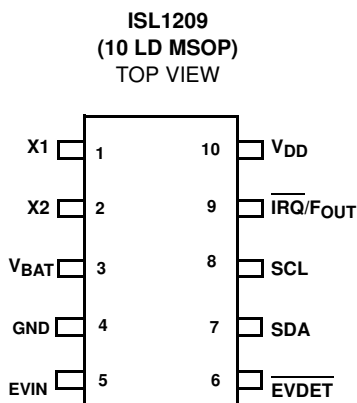 ISL1209
(10 LD MSOP)
TOP VIEW
X1 1 10 VDD
X2 2 9 IRQ/FOUT
VBAT 3 8 SCL
GND 4 7 SDA
EVIN 5 6 EVDET